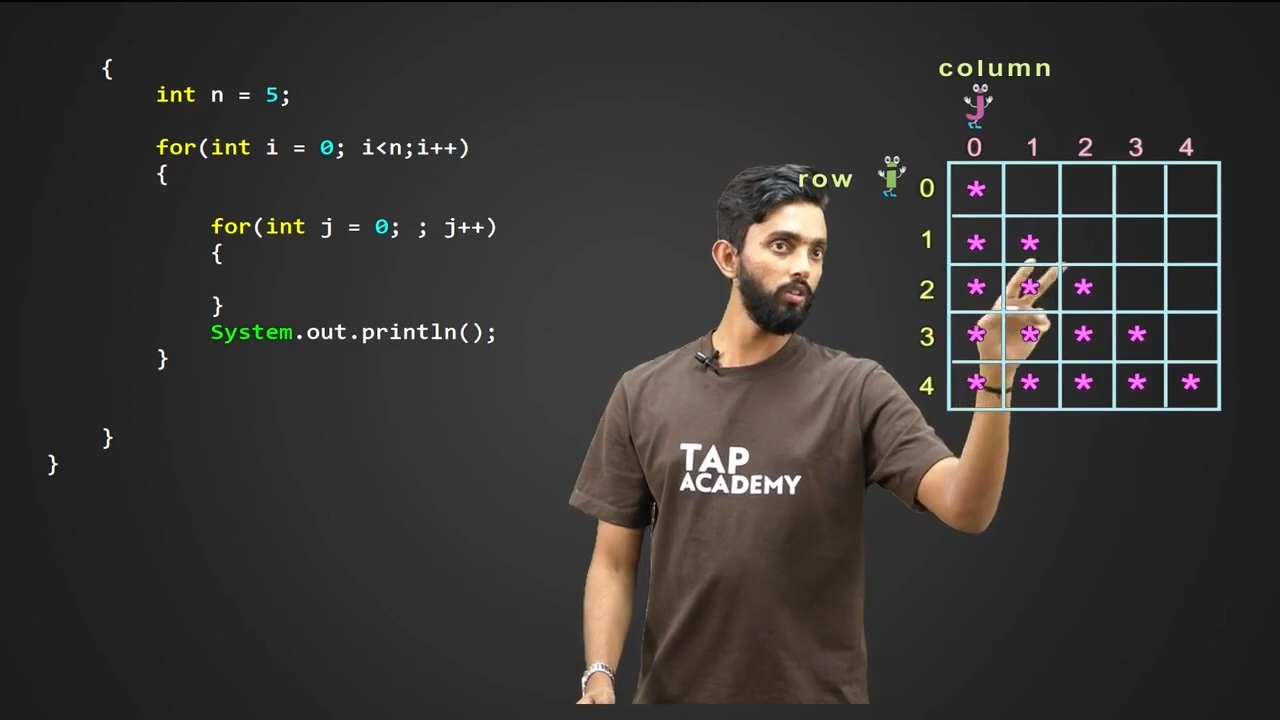 {
int n = 5;
for(int i = 0; i<n;i++)
{
for(int j = 0; ; j++)
{
}
System.out.println();
}
}
}
column
J
0 1 2 3 4
row i 0 *
1 * *
2 * * *
3 * * * *
4 * * * * *
TAP
ACADEMY